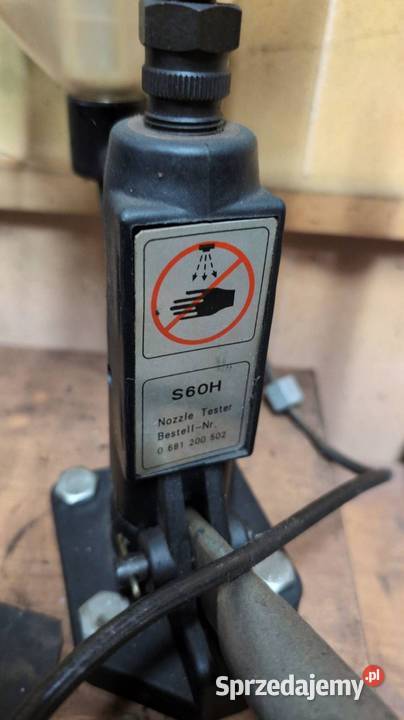 S60H
Nozzle Tester
Bestell-Nr.
0 681 200 502
Sprzedajemy.pl